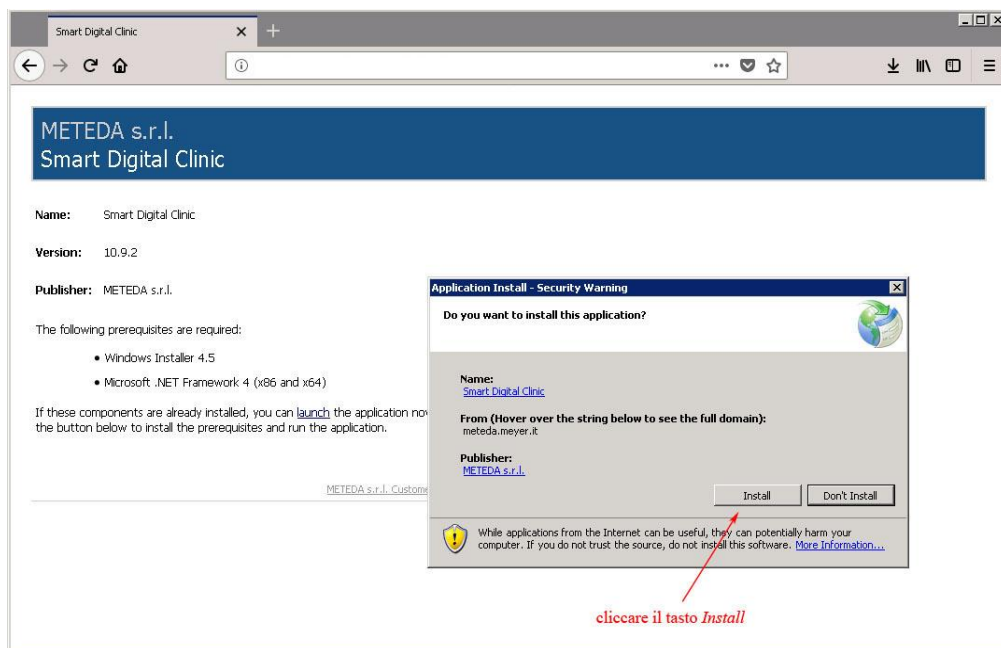 Smart Digital Clinic
METEDA s.r.l.
Smart Digital Clinic
Name: Smart Digital Clinic
Version: 10.9.2
Publisher: METEDA s.r.l.
The following prerequisites are required:
• Windows Installer 4.5
• Microsoft .NET Framework 4 (x86 and x64)
If these components are already installed, you can launch the application now
the button below to install the prerequisites and run the application.
METEDA s.r.l. Custome
Application Install - Security Warning
Do you want to install this application?
Name:
Smart Digital Clinic
From (Hover over the string below to see the full domain):
meteda.meyer.it
Publisher:
METEDA s.r.l.
Install Don't Install
While applications from the Internet can be useful, they can potentially harm your
computer. If you do not trust the source, do not install this software. More Information...
cliccare il tasto Install